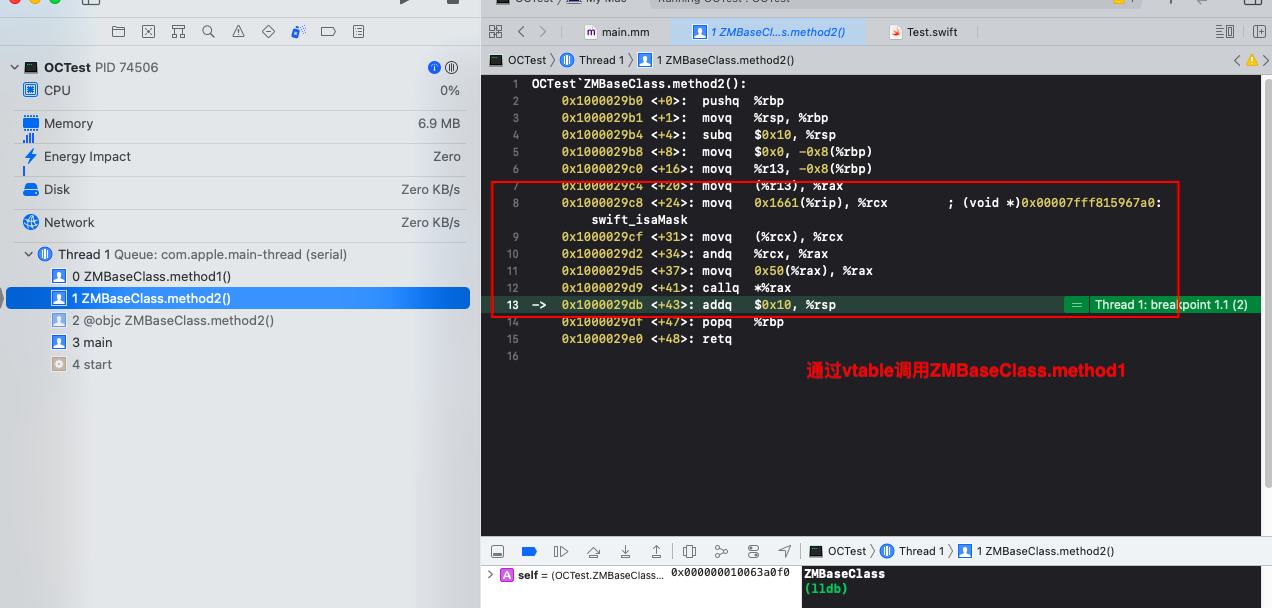 main.mm
1 ZMBaseCl...s.method2()
Test.swift
OCTest PID 74506
OCTest
Thread 1
1 ZMBaseClass.method2()
CPU
0%
Memory
6.9 MB
Energy Impact
Zero
Disk
Zero KB/s
Network
Zero KB/s
Thread 1 Queue: com.apple.main-thread (serial)
0 ZMBaseClass.method1()
1 ZMBaseClass.method2()
2 @objc ZMBaseClass.method2()
3 main
4 start
1 OCTest`ZMBaseClass.method2():
2 0x1000029b0 <+0>: pushq %rbp
3 0x1000029b1 <+1>: movq %rsp, %rbp
4 0x1000029b4 <+4>: subq $0x10, %rsp
5 0x1000029b8 <+8>: movq $0x0, -0x8(%rbp)
6 0x1000029c0 <+16>: movq %r13, -0x8(%rbp)
7 0x1000029c4 <+20>: movq (%r13), %rax
8 0x1000029c8 <+24>: movq 0x1661(%rip), %rcx ; (void *)0x00007fff815967a0:
swift_isaMask
9 0x1000029cf <+31>: movq (%rcx), %rcx
10 0x1000029d2 <+34>: andq %rcx, %rax
11 0x1000029d5 <+37>: movq 0x50(%rax), %rax
12 0x1000029d9 <+41>: callq *%rax
13 -> 0x1000029db <+43>: addq $0x10, %rsp
Thread 1: breakpoint 1.1 (2)
14 0x1000029df <+47>: popq %rbp
15 0x1000029e0 <+48>: retq
16
通过vtable调用ZMBaseClass.method1
OCTest
Thread 1
1 ZMBaseClass.method2()
A self = (OCTest.ZMBaseClass... 0x000000010063a0f0
ZMBaseClass
(lldb)